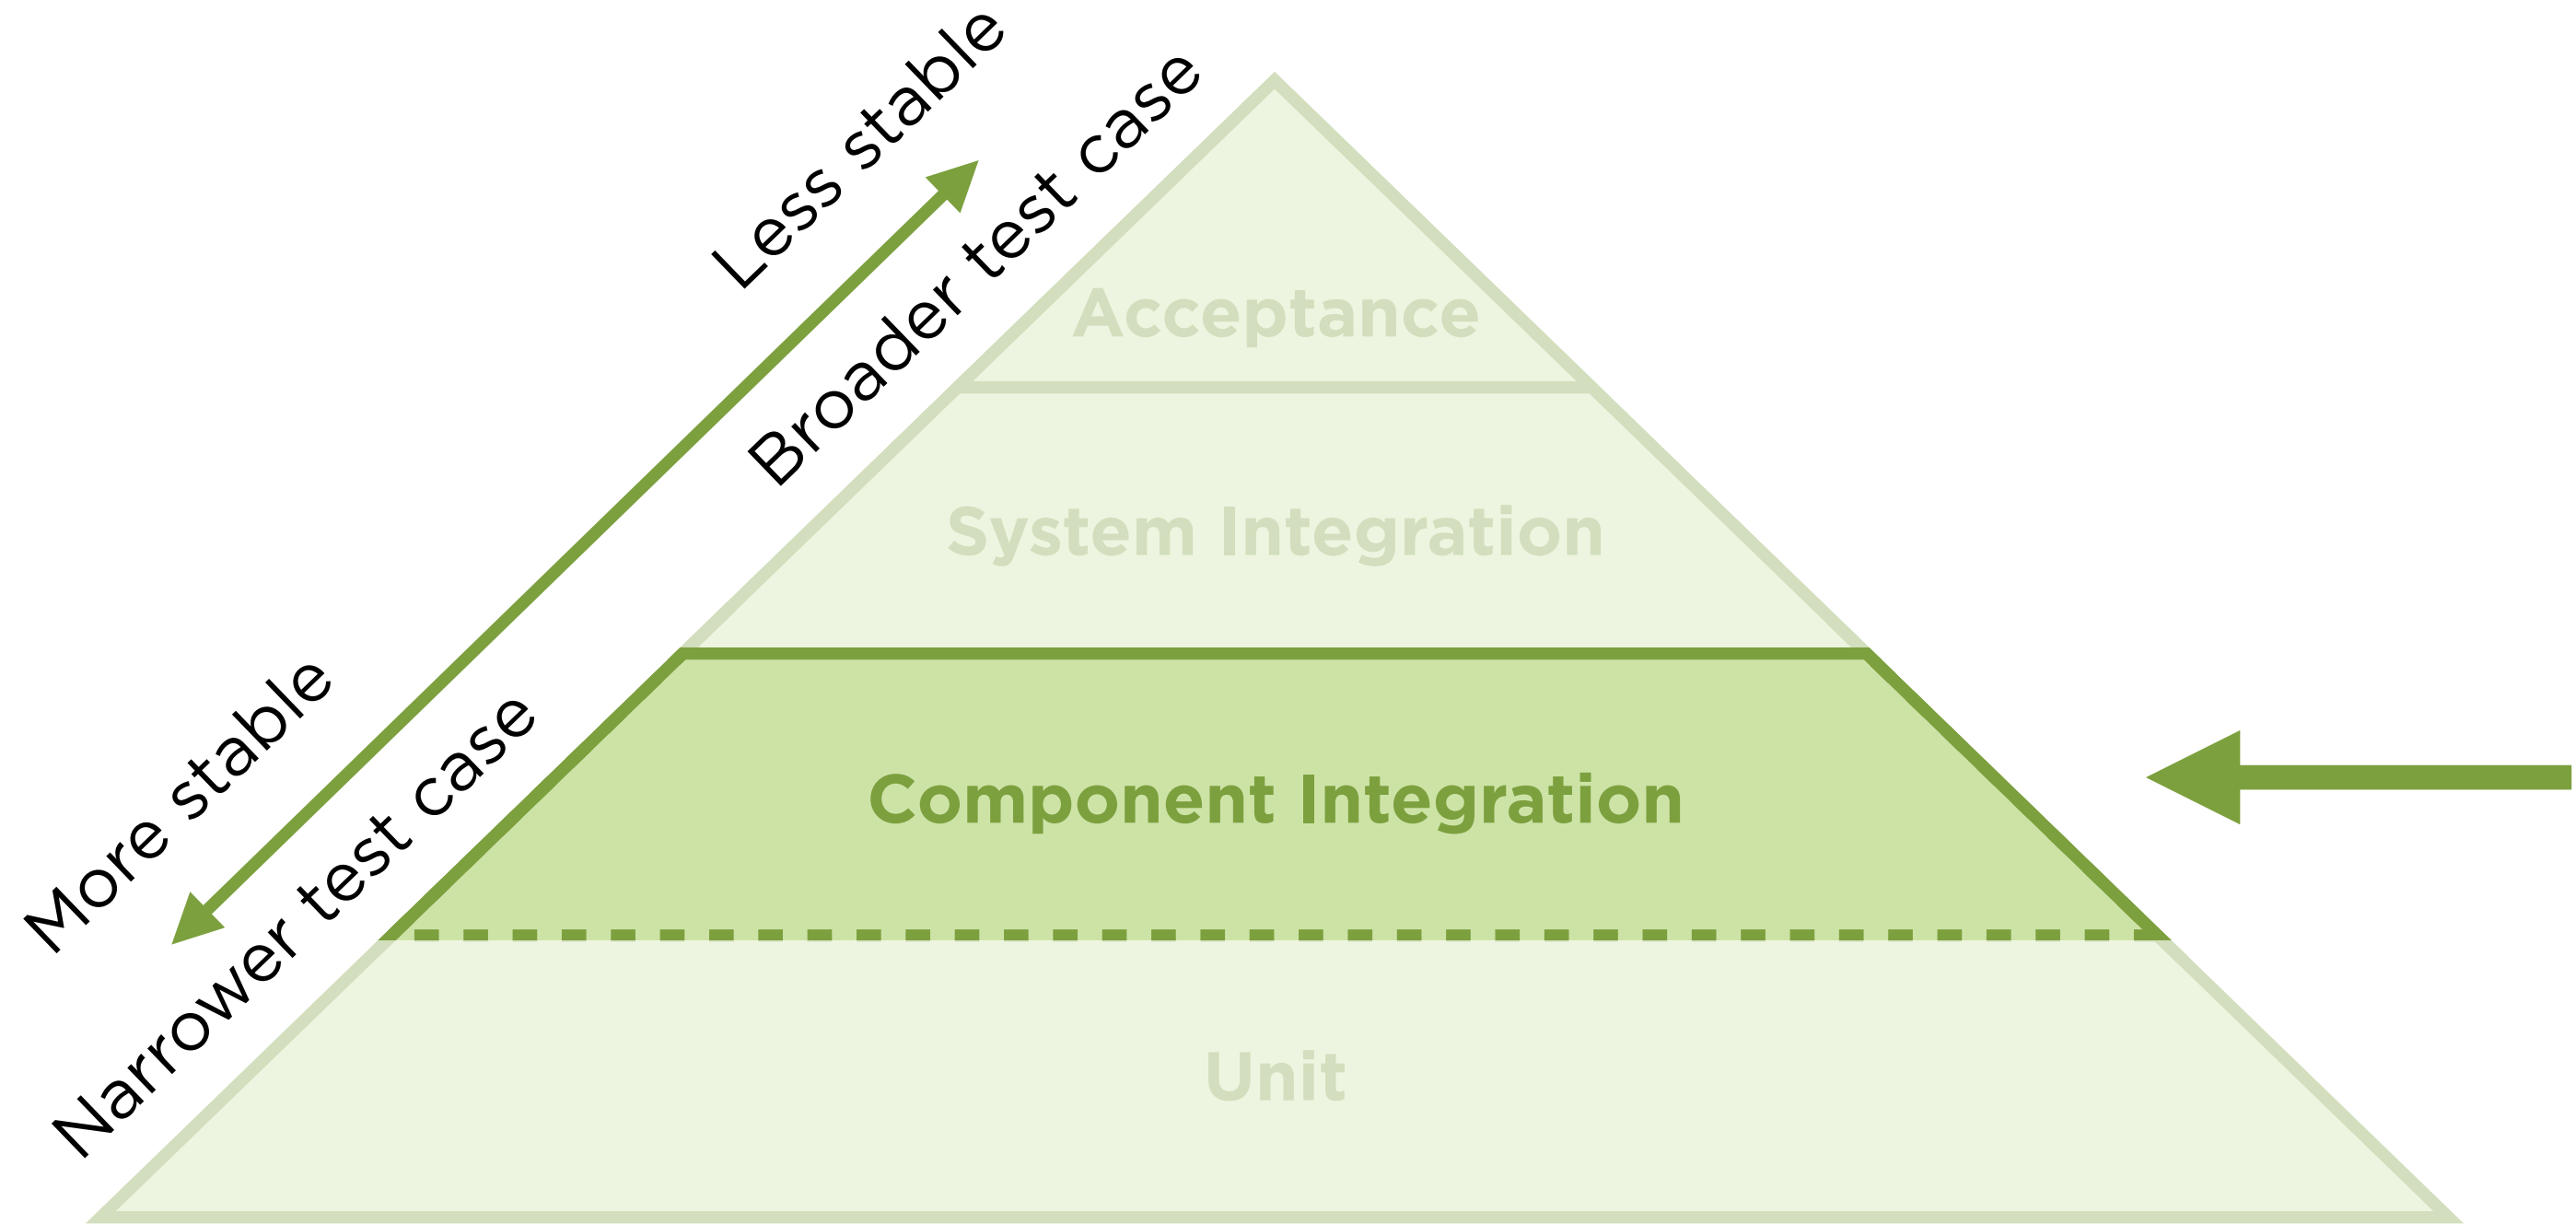 Less stable
Broader test case
Acceptance
System Integration
More stable
Narrower test case
Component Integration
Unit